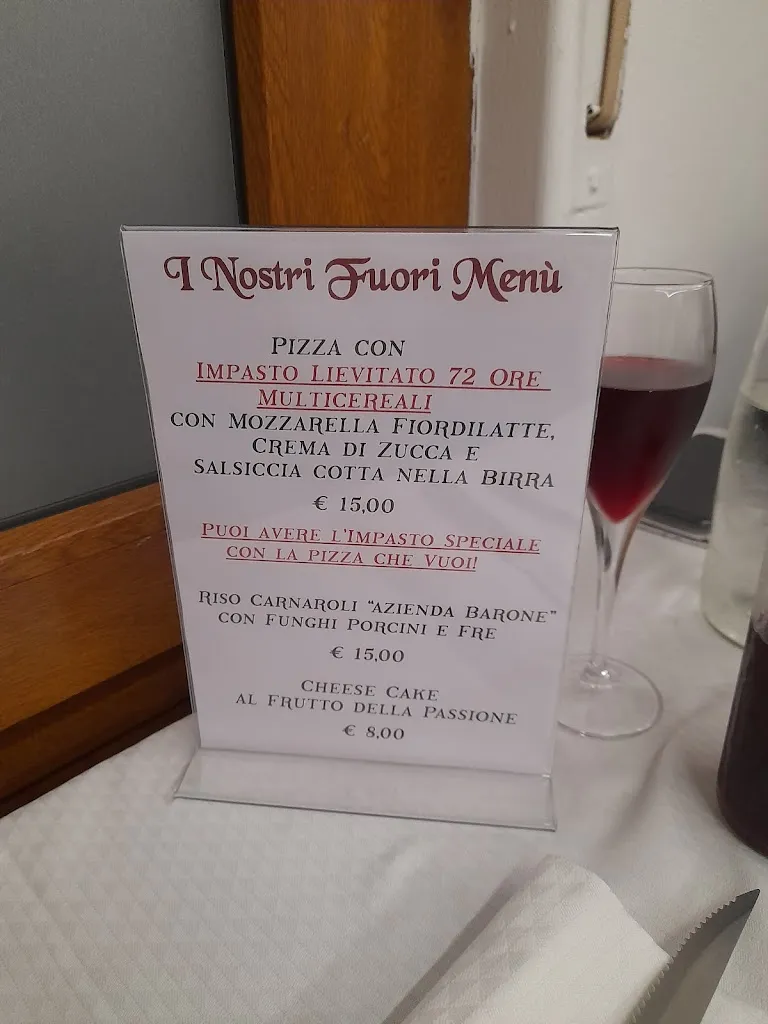 I Nostri Fuori Menù
Pizza con
Impasto Lievitato 72 Ore
Multicereali
con Mozzarella Fiordilatte,
Crema di Zucca e
Salsiccia cotta nella Birra
€ 15,00
Puoi avere l'Impasto Speciale
con la pizza che Vuoi!
Riso Carnaroli "Azienda Barone"
con Funghi Porcini e Fre
€ 15,00
Cheese Cake
al Frutto della Passione
€ 8,00